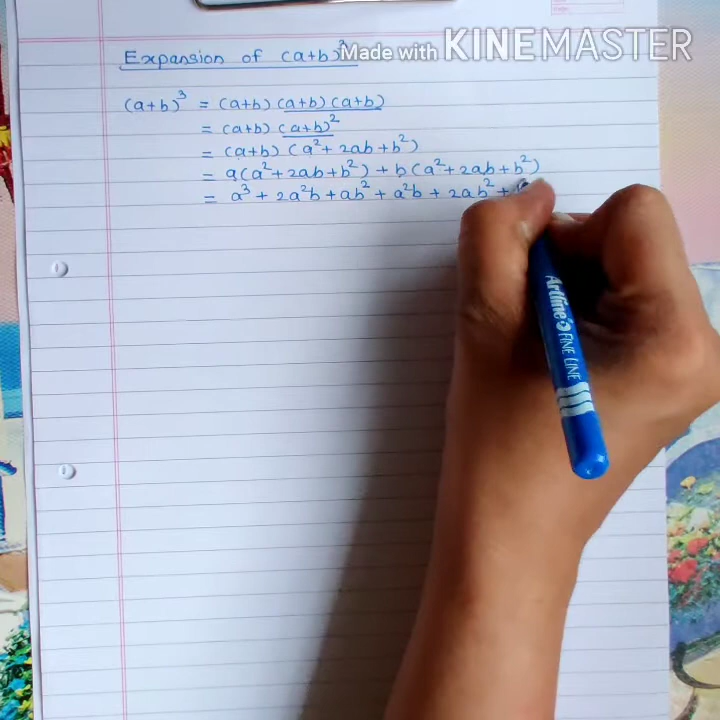 Expansion of (a+b)³
Made with KINEMASTER
(a+b)³ = (a+b) (a+b) (a+b)
= (a+b) (a+b)²
= (a+b) (a²+ 2ab+b²)
= a(a²+2ab+b²) + b(a²+2ab+b²)
= a³ + 2a²b + ab² + a²b + 2ab² +
Artline FINE LINE